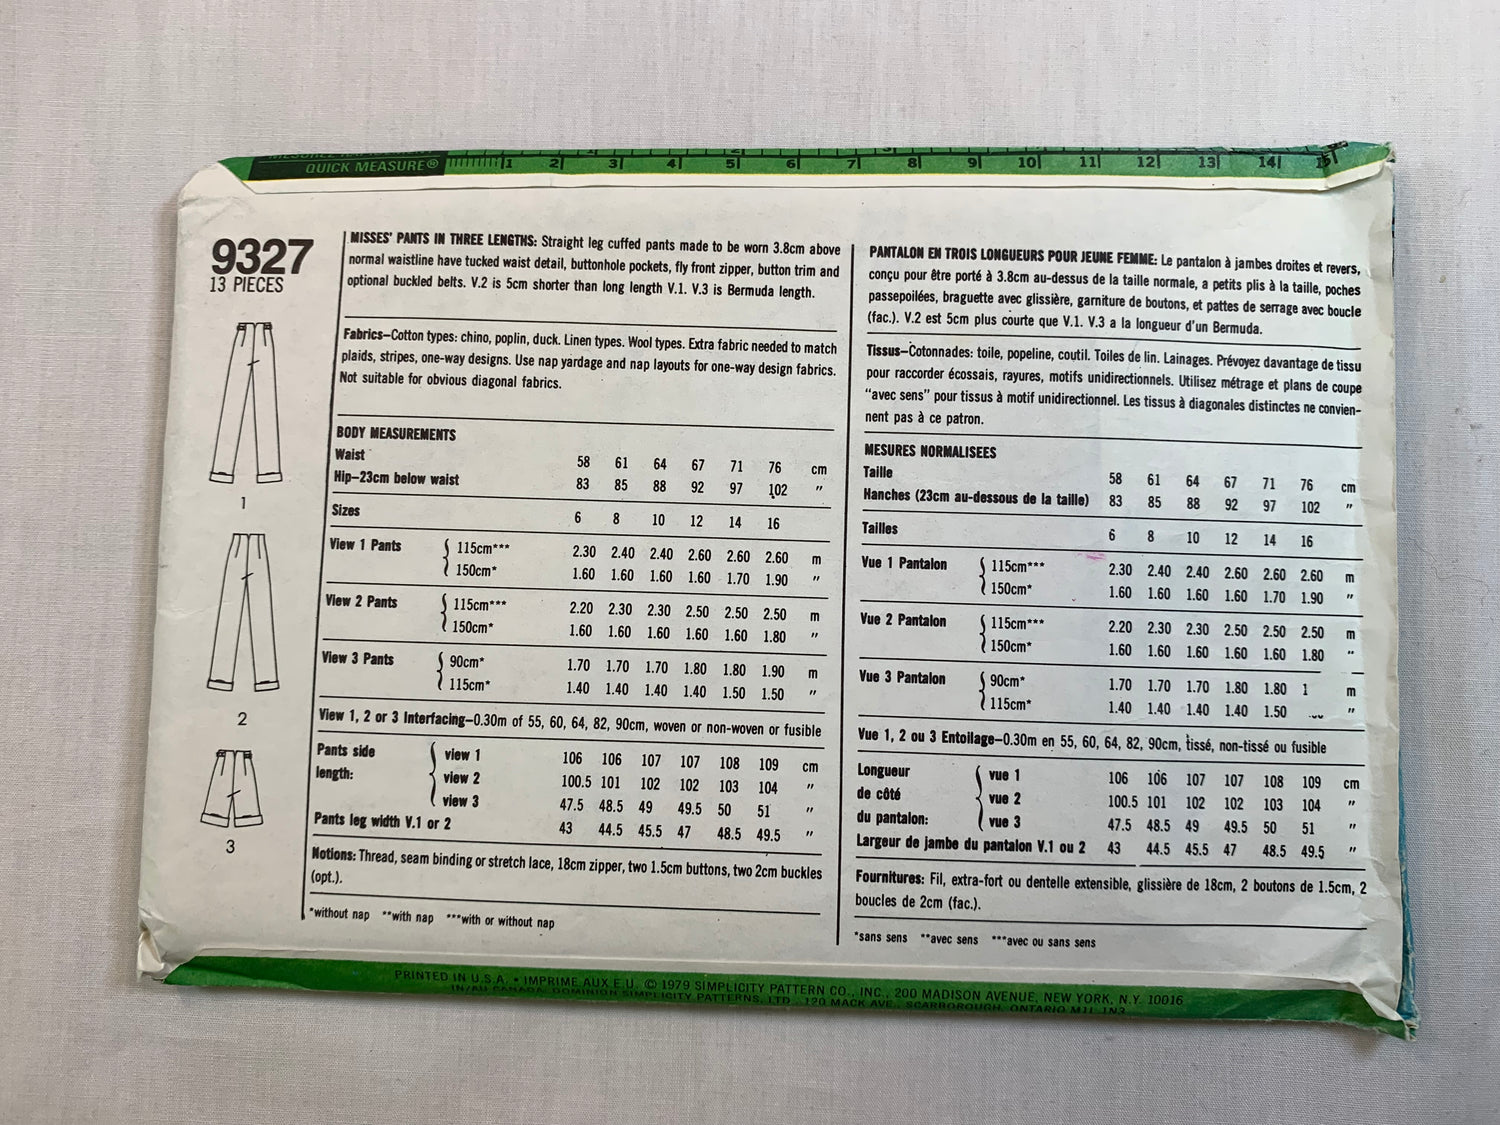 QUICK MEASURE® 1 2 3 4 5 6 7 8 9 10 11 12 13 14 15
9327
13 PIECES
1
2
3
MISSES' PANTS IN THREE LENGTHS: Straight leg cuffed pants made to be worn 3.8cm above
normal waistline have tucked waist detail, buttonhole pockets, fly front zipper, button trim and
optional buckled belts. V.2 is 5cm shorter than long length V.1. V.3 is Bermuda length.
Fabrics—Cotton types: chino, poplin, duck. Linen types. Wool types. Extra fabric needed to match
plaids, stripes, one-way designs. Use nap yardage and nap layouts for one-way design fabrics.
Not suitable for obvious diagonal fabrics.
BODY MEASUREMENTS
Waist 58 61 64 67 71 76 cm
Hip—23cm below waist 83 85 88 92 97 102 "
Sizes 6 8 10 12 14 16
View 1 Pants { 115cm*** 2.30 2.40 2.40 2.60 2.60 2.60 m
150cm* 1.60 1.60 1.60 1.60 1.70 1.90 "
View 2 Pants { 115cm*** 2.20 2.30 2.30 2.50 2.50 2.50 m
150cm* 1.60 1.60 1.60 1.60 1.60 1.80 "
View 3 Pants { 90cm* 1.70 1.70 1.70 1.80 1.80 1.90 m
115cm* 1.40 1.40 1.40 1.40 1.50 1.50 "
View 1, 2 or 3 Interfacing—0.30m of 55, 60, 64, 82, 90cm, woven or non-woven or fusible
Pants side { view 1 106 106 107 107 108 109 cm
length: view 2 100.5 101 102 102 103 104 "
view 3 47.5 48.5 49 49.5 50 51 "
Pants leg width V.1 or 2 43 44.5 45.5 47 48.5 49.5 "
Notions: Thread, seam binding or stretch lace, 18cm zipper, two 1.5cm buttons, two 2cm buckles
(opt.).
*without nap **with nap ***with or without nap
PANTALON EN TROIS LONGUEURS POUR JEUNE FEMME: Le pantalon à jambes droites et revers,
conçu pour être porté à 3.8cm au-dessus de la taille normale, a petits plis à la taille, poches
passepoilées, braguette avec glissière, garniture de boutons, et pattes de serrage avec boucle
(fac.). V.2 est 5cm plus courte que V.1. V.3 a la longueur d'un Bermuda.
Tissus—Cotonnades: toile, popeline, coutil. Toiles de lin. Lainages. Prévoyez davantage de tissu
pour raccorder écossais, rayures, motifs unidirectionnels. Utilisez métrage et plans de coupe
"avec sens" pour tissus à motif unidirectionnel. Les tissus à diagonales distinctes ne convien-
nent pas à ce patron.
MESURES NORMALISEES
Taille 58 61 64 67 71 76 cm
Hanches (23cm au-dessous de la taille) 83 85 88 92 97 102 "
Tailles 6 8 10 12 14 16
Vue 1 Pantalon { 115cm*** 2.30 2.40 2.40 2.60 2.60 2.60 m
150cm* 1.60 1.60 1.60 1.60 1.70 1.90 "
Vue 2 Pantalon { 115cm*** 2.20 2.30 2.30 2.50 2.50 2.50 m
150cm* 1.60 1.60 1.60 1.60 1.60 1.80 "
Vue 3 Pantalon { 90cm* 1.70 1.70 1.70 1.80 1.80 1 m
115cm* 1.40 1.40 1.40 1.40 1.50 "
Vue 1, 2 ou 3 Entoilage—0.30m en 55, 60, 64, 82, 90cm, tissé, non-tissé ou fusible
Longueur { vue 1 106 106 107 107 108 109 cm
de côté vue 2 100.5 101 102 102 103 104 "
du pantalon: vue 3 47.5 48.5 49 49.5 50 51 "
Largeur de jambe du pantalon V.1 ou 2 43 44.5 45.5 47 48.5 49.5 "
Fournitures: Fil, extra-fort ou dentelle extensible, glissière de 18cm, 2 boutons de 1.5cm, 2
boucles de 2cm (fac.).
*sans sens **avec sens ***avec ou sans sens
PRINTED IN U.S.A. • IMPRIME AUX E.U. © 1979 SIMPLICITY PATTERN CO., INC., 200 MADISON AVENUE, NEW YORK, N.Y. 10016
IN/AU CANADA, DOMINION SIMPLICITY PATTERNS, LTD., 120 MACK AVE., SCARBOROUGH, ONTARIO M1L 1N3